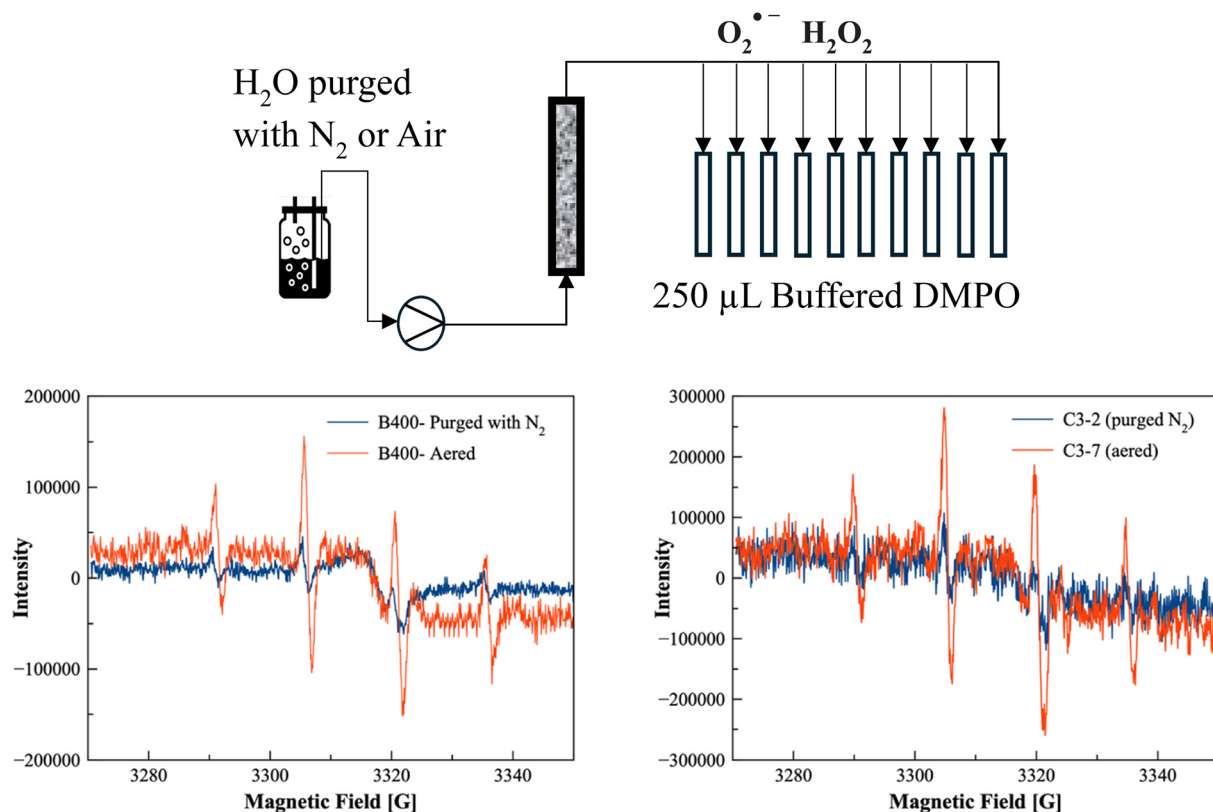 O₂•⁻ H₂O₂
H₂O purged
with N₂ or Air
250 µL Buffered DMPO
200000
100000
0
−100000
−200000
Intensity
B400- Purged with N₂
B400- Aered
3280 3300 3320 3340
Magnetic Field [G]
300000
200000
100000
0
−100000
−200000
−300000
Intensity
C3-2 (purged N₂)
C3-7 (aered)
3280 3300 3320 3340
Magnetic Field [G]